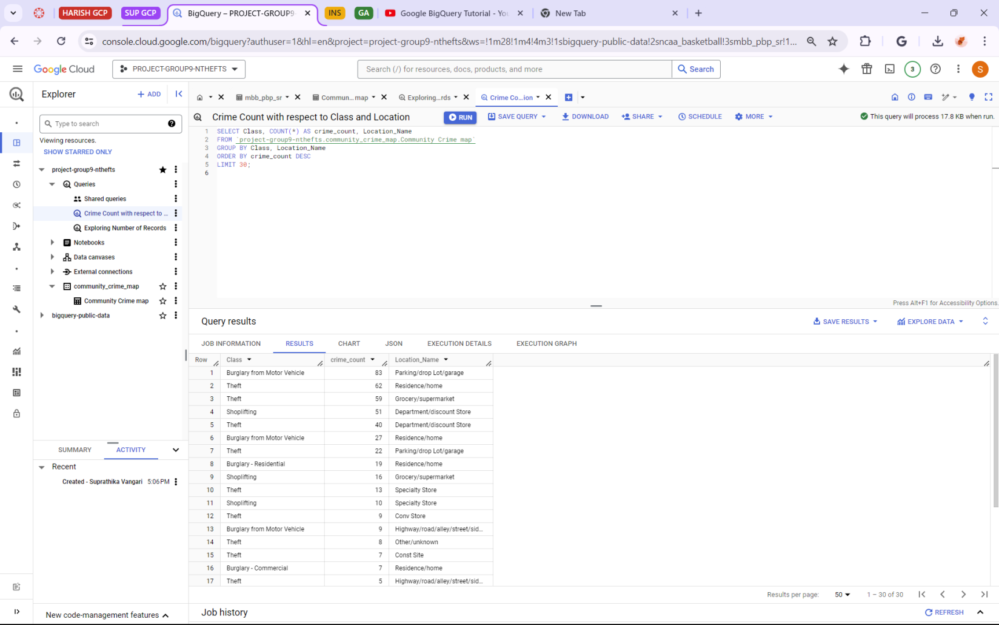 HARISH GCP
SUP GCP
BigQuery – PROJECT-GROUP9-
INS
GA
Google BigQuery Tutorial - You
New Tab
console.cloud.google.com/bigquery?authuser=1&hl=en&project=project-group9-nthefts&ws=!1m28!1m4!4m3!1sbigquery-public-data!2sncaa_basketball!3smbb_pbp_sr!1...
Google Cloud
PROJECT-GROUP9-NTHEFTS
Search (/) for resources, docs, products, and more
Search
3
S
Explorer
+ ADD
mbb_pbp_sr
Commun...map
Exploring...rds
Crime Co...ion
Type to search
Viewing resources.
SHOW STARRED ONLY
project-group9-nthefts
Queries
Shared queries
Crime Count with respect to ...
Exploring Number of Records
Notebooks
Data canvases
External connections
community_crime_map
Community Crime map
bigquery-public-data
SUMMARY
ACTIVITY
Recent
Created - Suprathika Vangari 5:06 PM
New code-management features
Crime Count with respect to Class and Location
RUN
SAVE QUERY
DOWNLOAD
SHARE
SCHEDULE
MORE
This query will process 17.8 KB when run.
1 SELECT Class, COUNT(*) AS crime_count, Location_Name
2 FROM `project-group9-nthefts.community_crime_map.Community Crime map`
3 GROUP BY Class, Location_Name
4 ORDER BY crime_count DESC
5 LIMIT 30;
6
Press Alt+F1 for Accessibility Options.
Query results
SAVE RESULTS
EXPLORE DATA
JOB INFORMATION
RESULTS
CHART
JSON
EXECUTION DETAILS
EXECUTION GRAPH
Row Class crime_count Location_Name
1 Burglary from Motor Vehicle 83 Parking/drop Lot/garage
2 Theft 62 Residence/home
3 Theft 59 Grocery/supermarket
4 Shoplifting 51 Department/discount Store
5 Theft 40 Department/discount Store
6 Burglary from Motor Vehicle 27 Residence/home
7 Theft 22 Parking/drop Lot/garage
8 Burglary - Residential 19 Residence/home
9 Shoplifting 16 Grocery/supermarket
10 Theft 13 Specialty Store
11 Shoplifting 10 Specialty Store
12 Theft 9 Conv Store
13 Burglary from Motor Vehicle 9 Highway/road/alley/street/sid...
14 Theft 8 Other/unknown
15 Theft 7 Const Site
16 Burglary - Commercial 7 Residence/home
17 Theft 5 Highway/road/alley/street/sid...
Results per page: 50 1 – 30 of 30
Job history
REFRESH